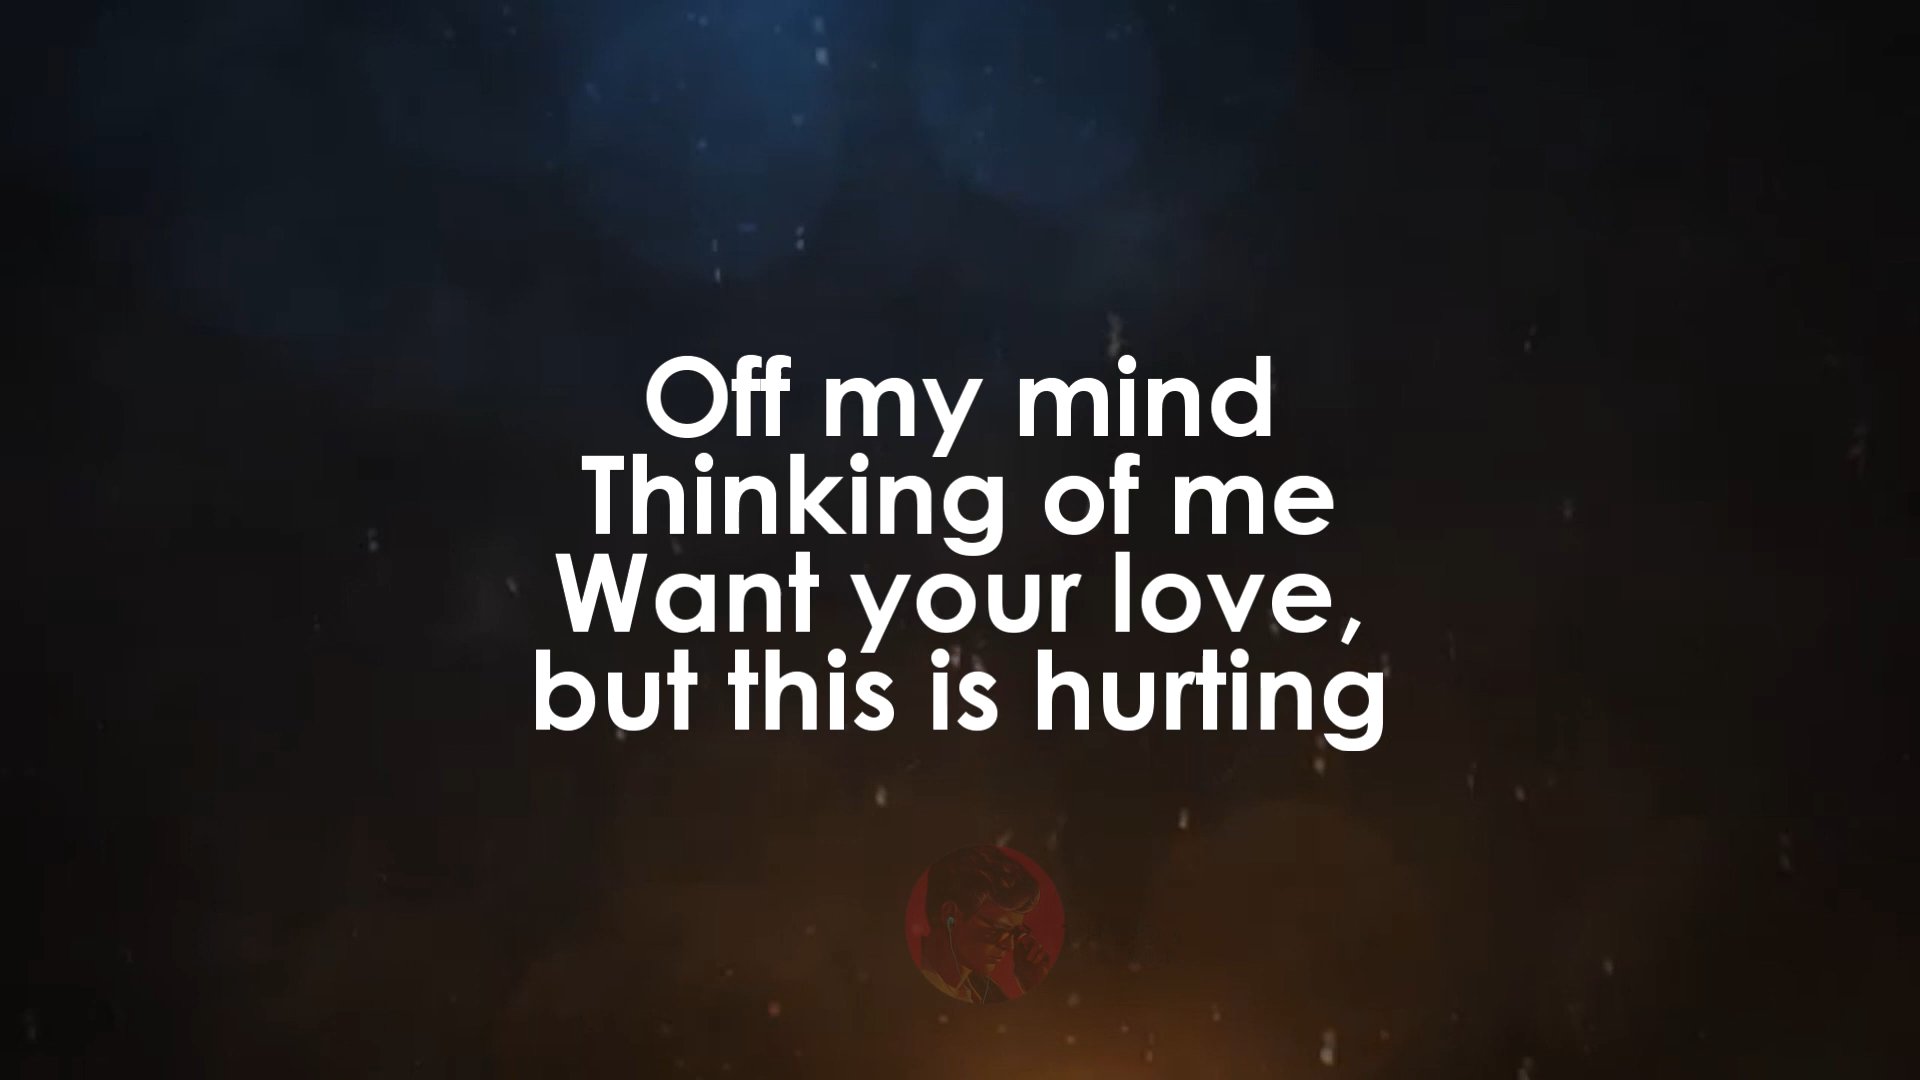 Off my mind
Thinking of me
Want your love,
but this is hurting